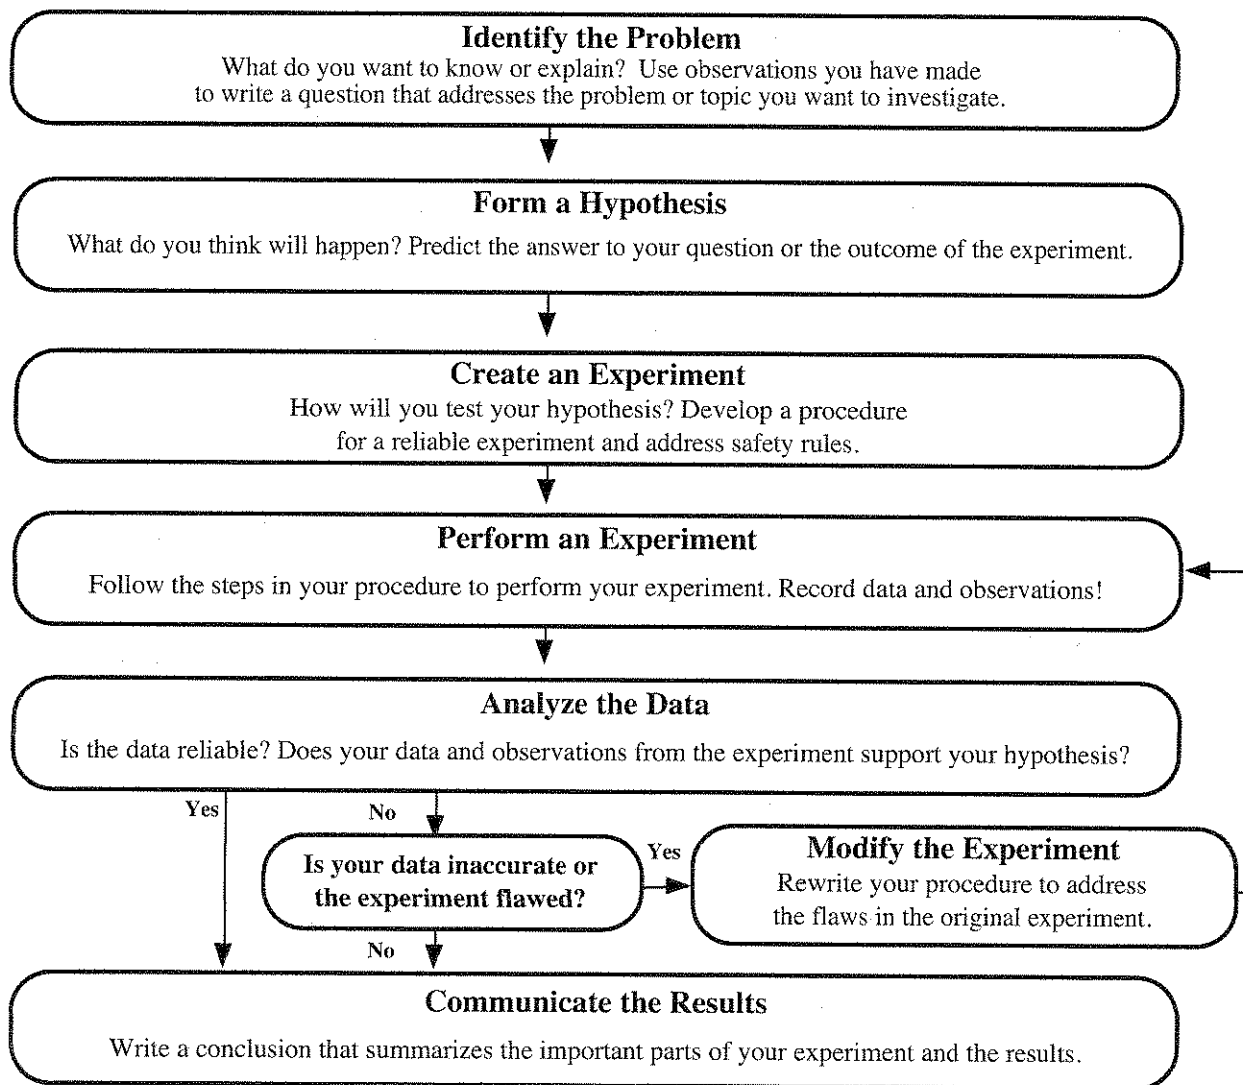 Identify the Problem
What do you want to know or explain? Use observations you have made
to write a question that addresses the problem or topic you want to investigate.
Form a Hypothesis
What do you think will happen? Predict the answer to your question or the outcome of the experiment.
Create an Experiment
How will you test your hypothesis? Develop a procedure
for a reliable experiment and address safety rules.
Perform an Experiment
Follow the steps in your procedure to perform your experiment. Record data and observations!
Analyze the Data
Is the data reliable? Does your data and observations from the experiment support your hypothesis?
Yes
No
Is your data inaccurate or
the experiment flawed?
Yes
Modify the Experiment
Rewrite your procedure to address
the flaws in the original experiment.
No
Communicate the Results
Write a conclusion that summarizes the important parts of your experiment and the results.